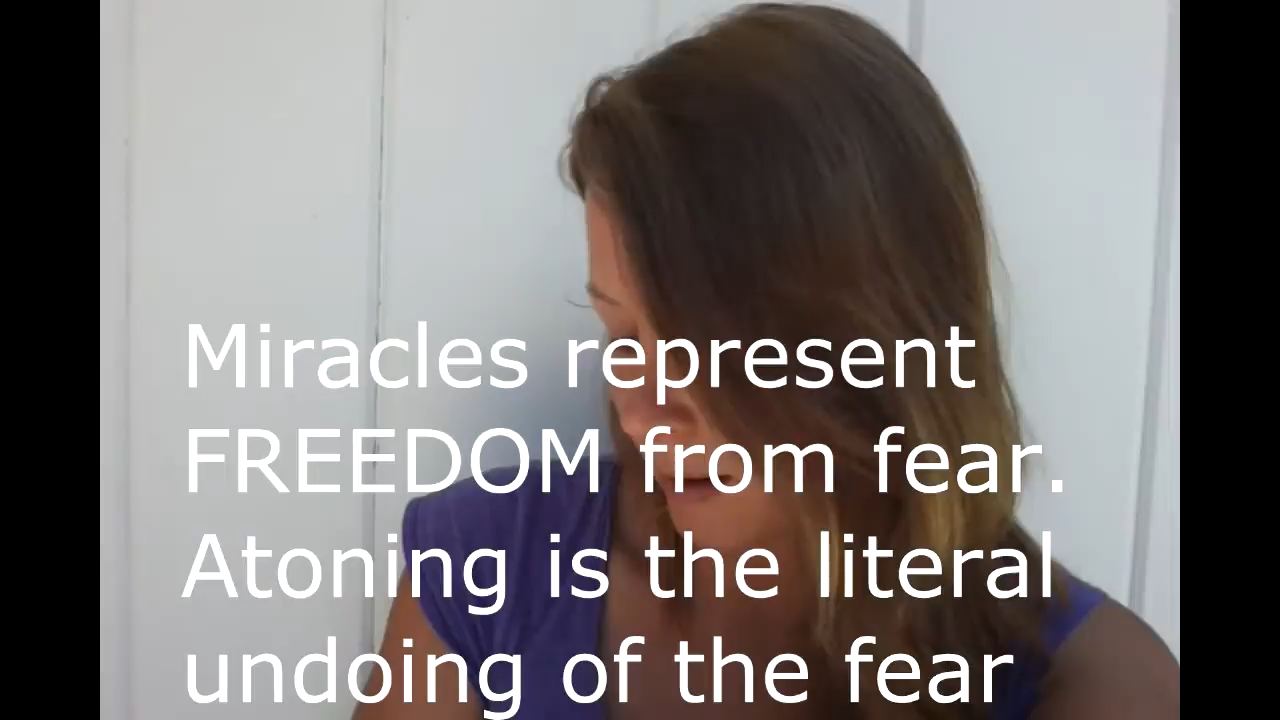 Miracles represent
FREEDOM from fear.
Atoning is the literal
undoing of the fear